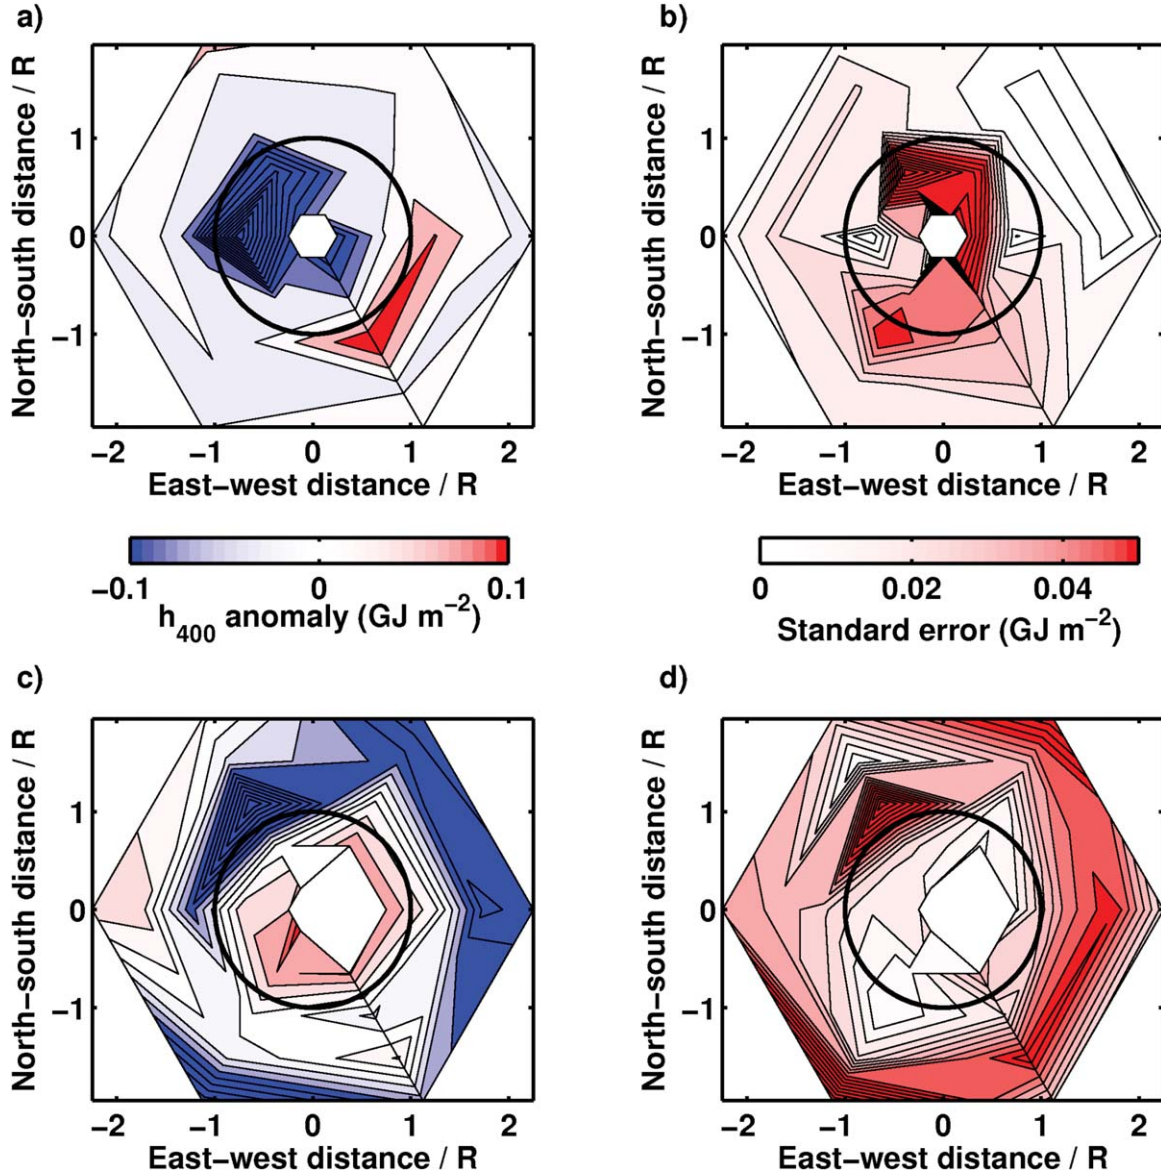 a)
b)
North–south distance / R
1
0
−1
−2 −1 0 1 2
East–west distance / R
North–south distance / R
1
0
−1
−2 −1 0 1 2
East–west distance / R
−0.1 0 0.1
h400 anomaly (GJ m−2)
0 0.02 0.04
Standard error (GJ m−2)
c)
d)
North–south distance / R
1
0
−1
−2 −1 0 1 2
East–west distance / R
North–south distance / R
1
0
−1
−2 −1 0 1 2
East–west distance / R